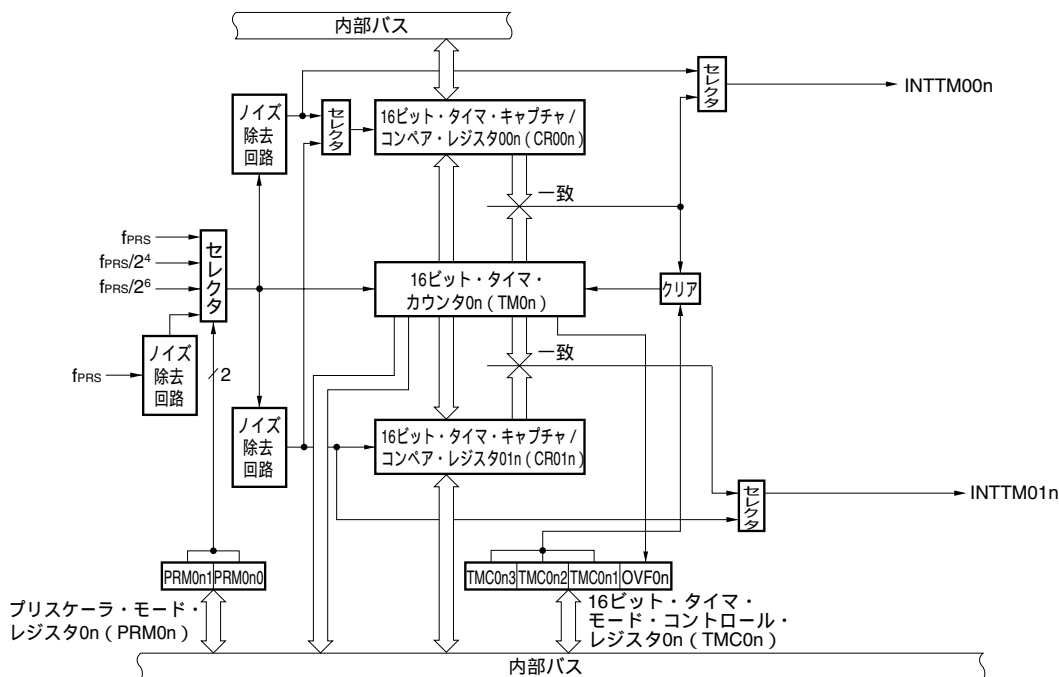 内部バス
セレクタ
INTTM00n
ノイズ
除去
回路
セレクタ
16ビット・タイマ・キャプチャ/
コンペア・レジスタ00n(CR00n)
一致
fPRS
fPRS/2⁴
fPRS/2⁶
セレクタ
16ビット・タイマ・
カウンタ0n(TM0n)
クリア
fPRS
ノイズ
除去
回路
2
一致
ノイズ
除去
回路
16ビット・タイマ・キャプチャ/
コンペア・レジスタ01n(CR01n)
セレクタ
INTTM01n
PRM0n1 PRM0n0
TMC0n3 TMC0n2 TMC0n1 OVF0n
プリスケーラ・モード・
レジスタ0n(PRM0n)
16ビット・タイマ・
モード・コントロール・
レジスタ0n(TMC0n)
内部バス